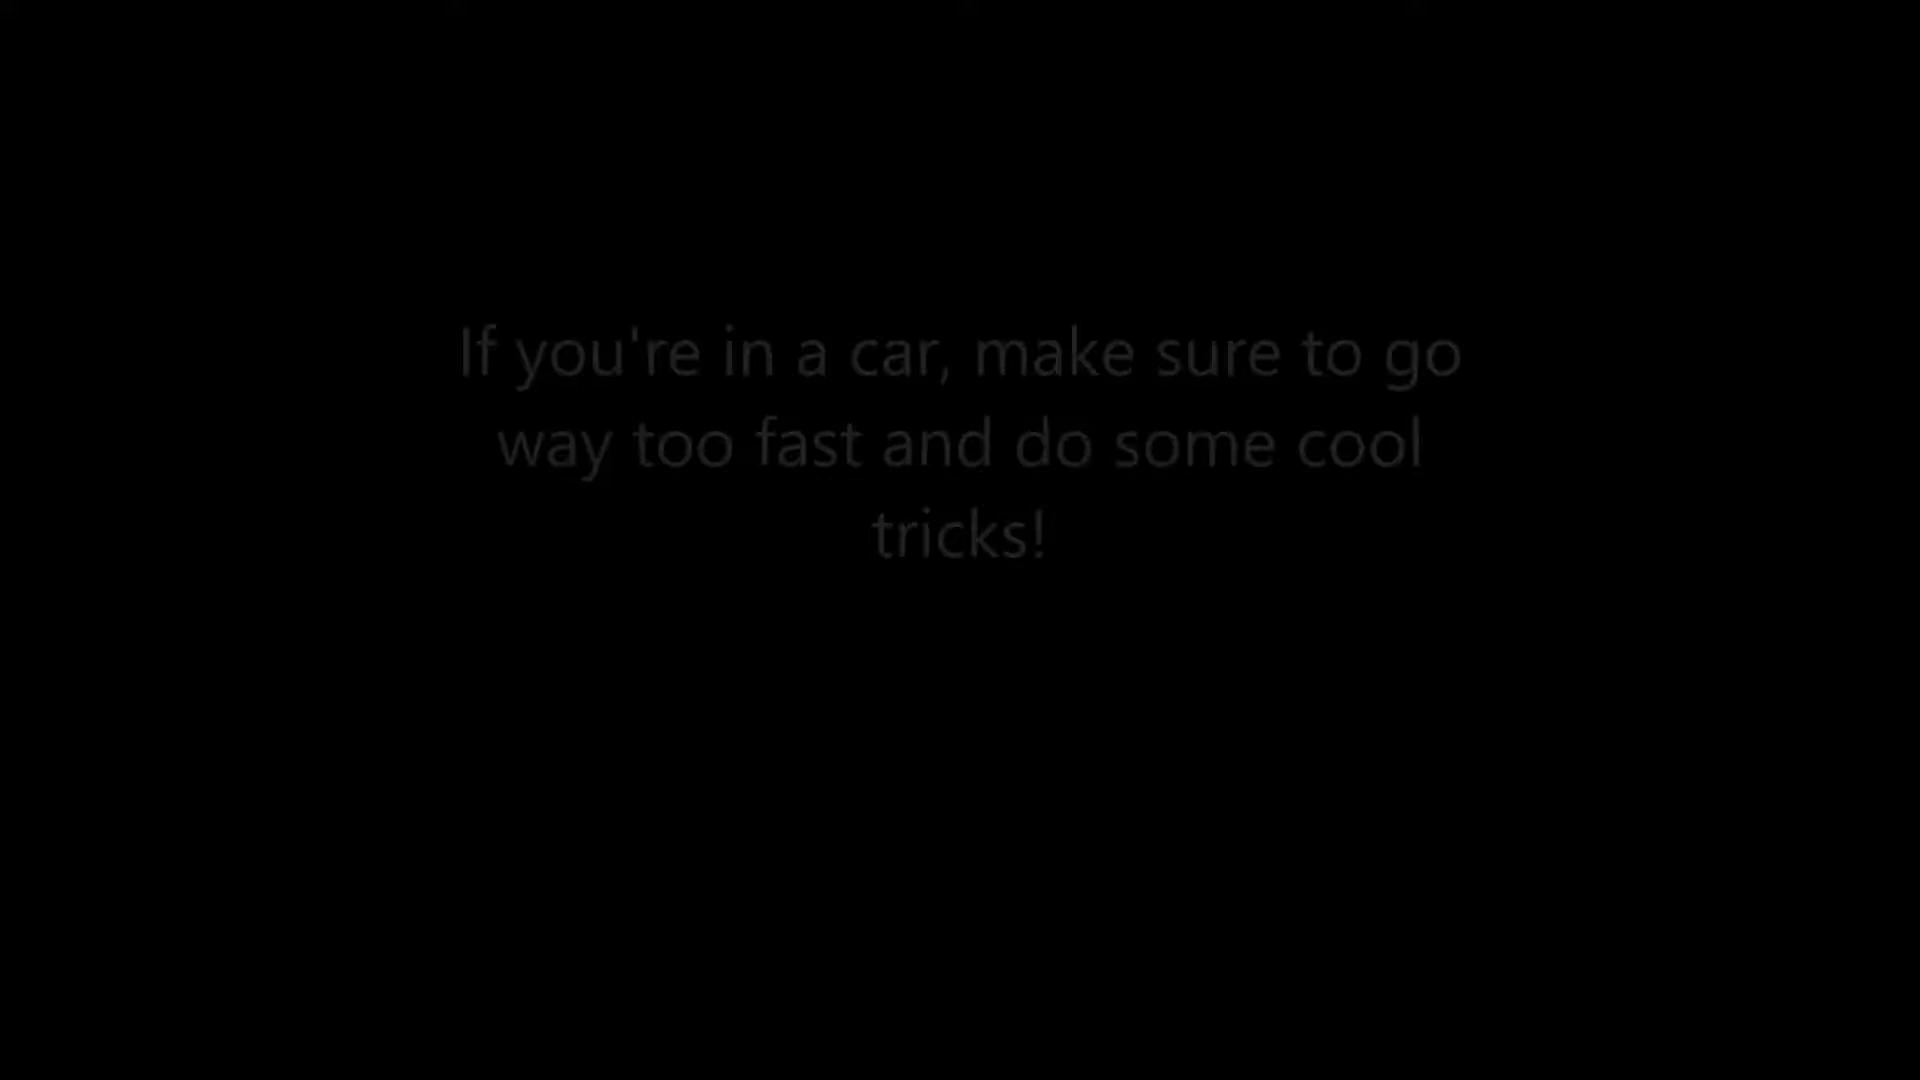 If you're in a car, make sure to go
way too fast and do some cool
tricks!